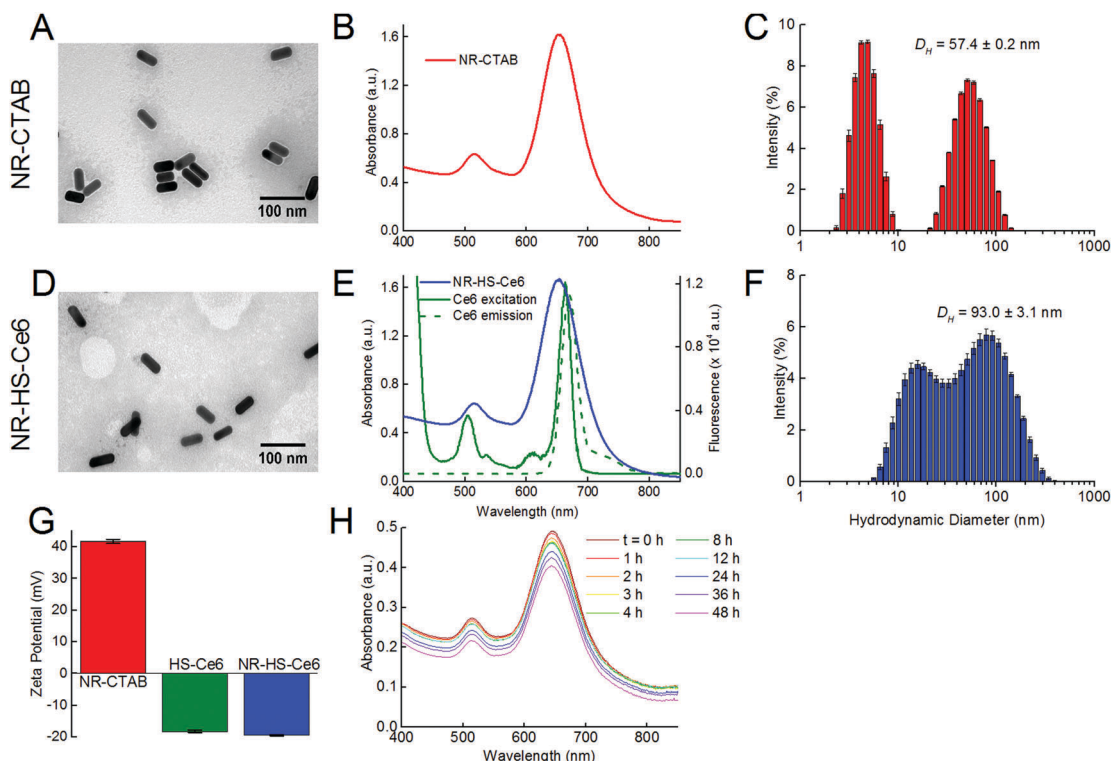 A
NR-CTAB
100 nm
B
Absorbance (a.u.)
1.6
1.2
0.8
0.4
0.0
NR-CTAB
400 500 600 700 800
C
Intensity (%)
10
8
6
4
2
0
D_H = 57.4 ± 0.2 nm
1 10 100 1000
D
NR-HS-Ce6
100 nm
E
Absorbance (a.u.)
1.6
1.2
0.8
0.4
0.0
NR-HS-Ce6
Ce6 excitation
Ce6 emission
1.2
0.8
0.4
0.0
Fluorescence (x 10⁴ a.u.)
400 500 600 700 800
Wavelength (nm)
F
Intensity (%)
8
6
4
2
0
D_H = 93.0 ± 3.1 nm
1 10 100 1000
Hydrodynamic Diameter (nm)
G
Zeta Potential (mV)
40
20
0
-20
NR-CTAB
HS-Ce6
NR-HS-Ce6
H
Absorbance (a.u.)
0.5
0.4
0.3
0.2
0.1
0.0
t = 0 h
1 h
2 h
3 h
4 h
8 h
12 h
24 h
36 h
48 h
400 500 600 700 800
Wavelength (nm)